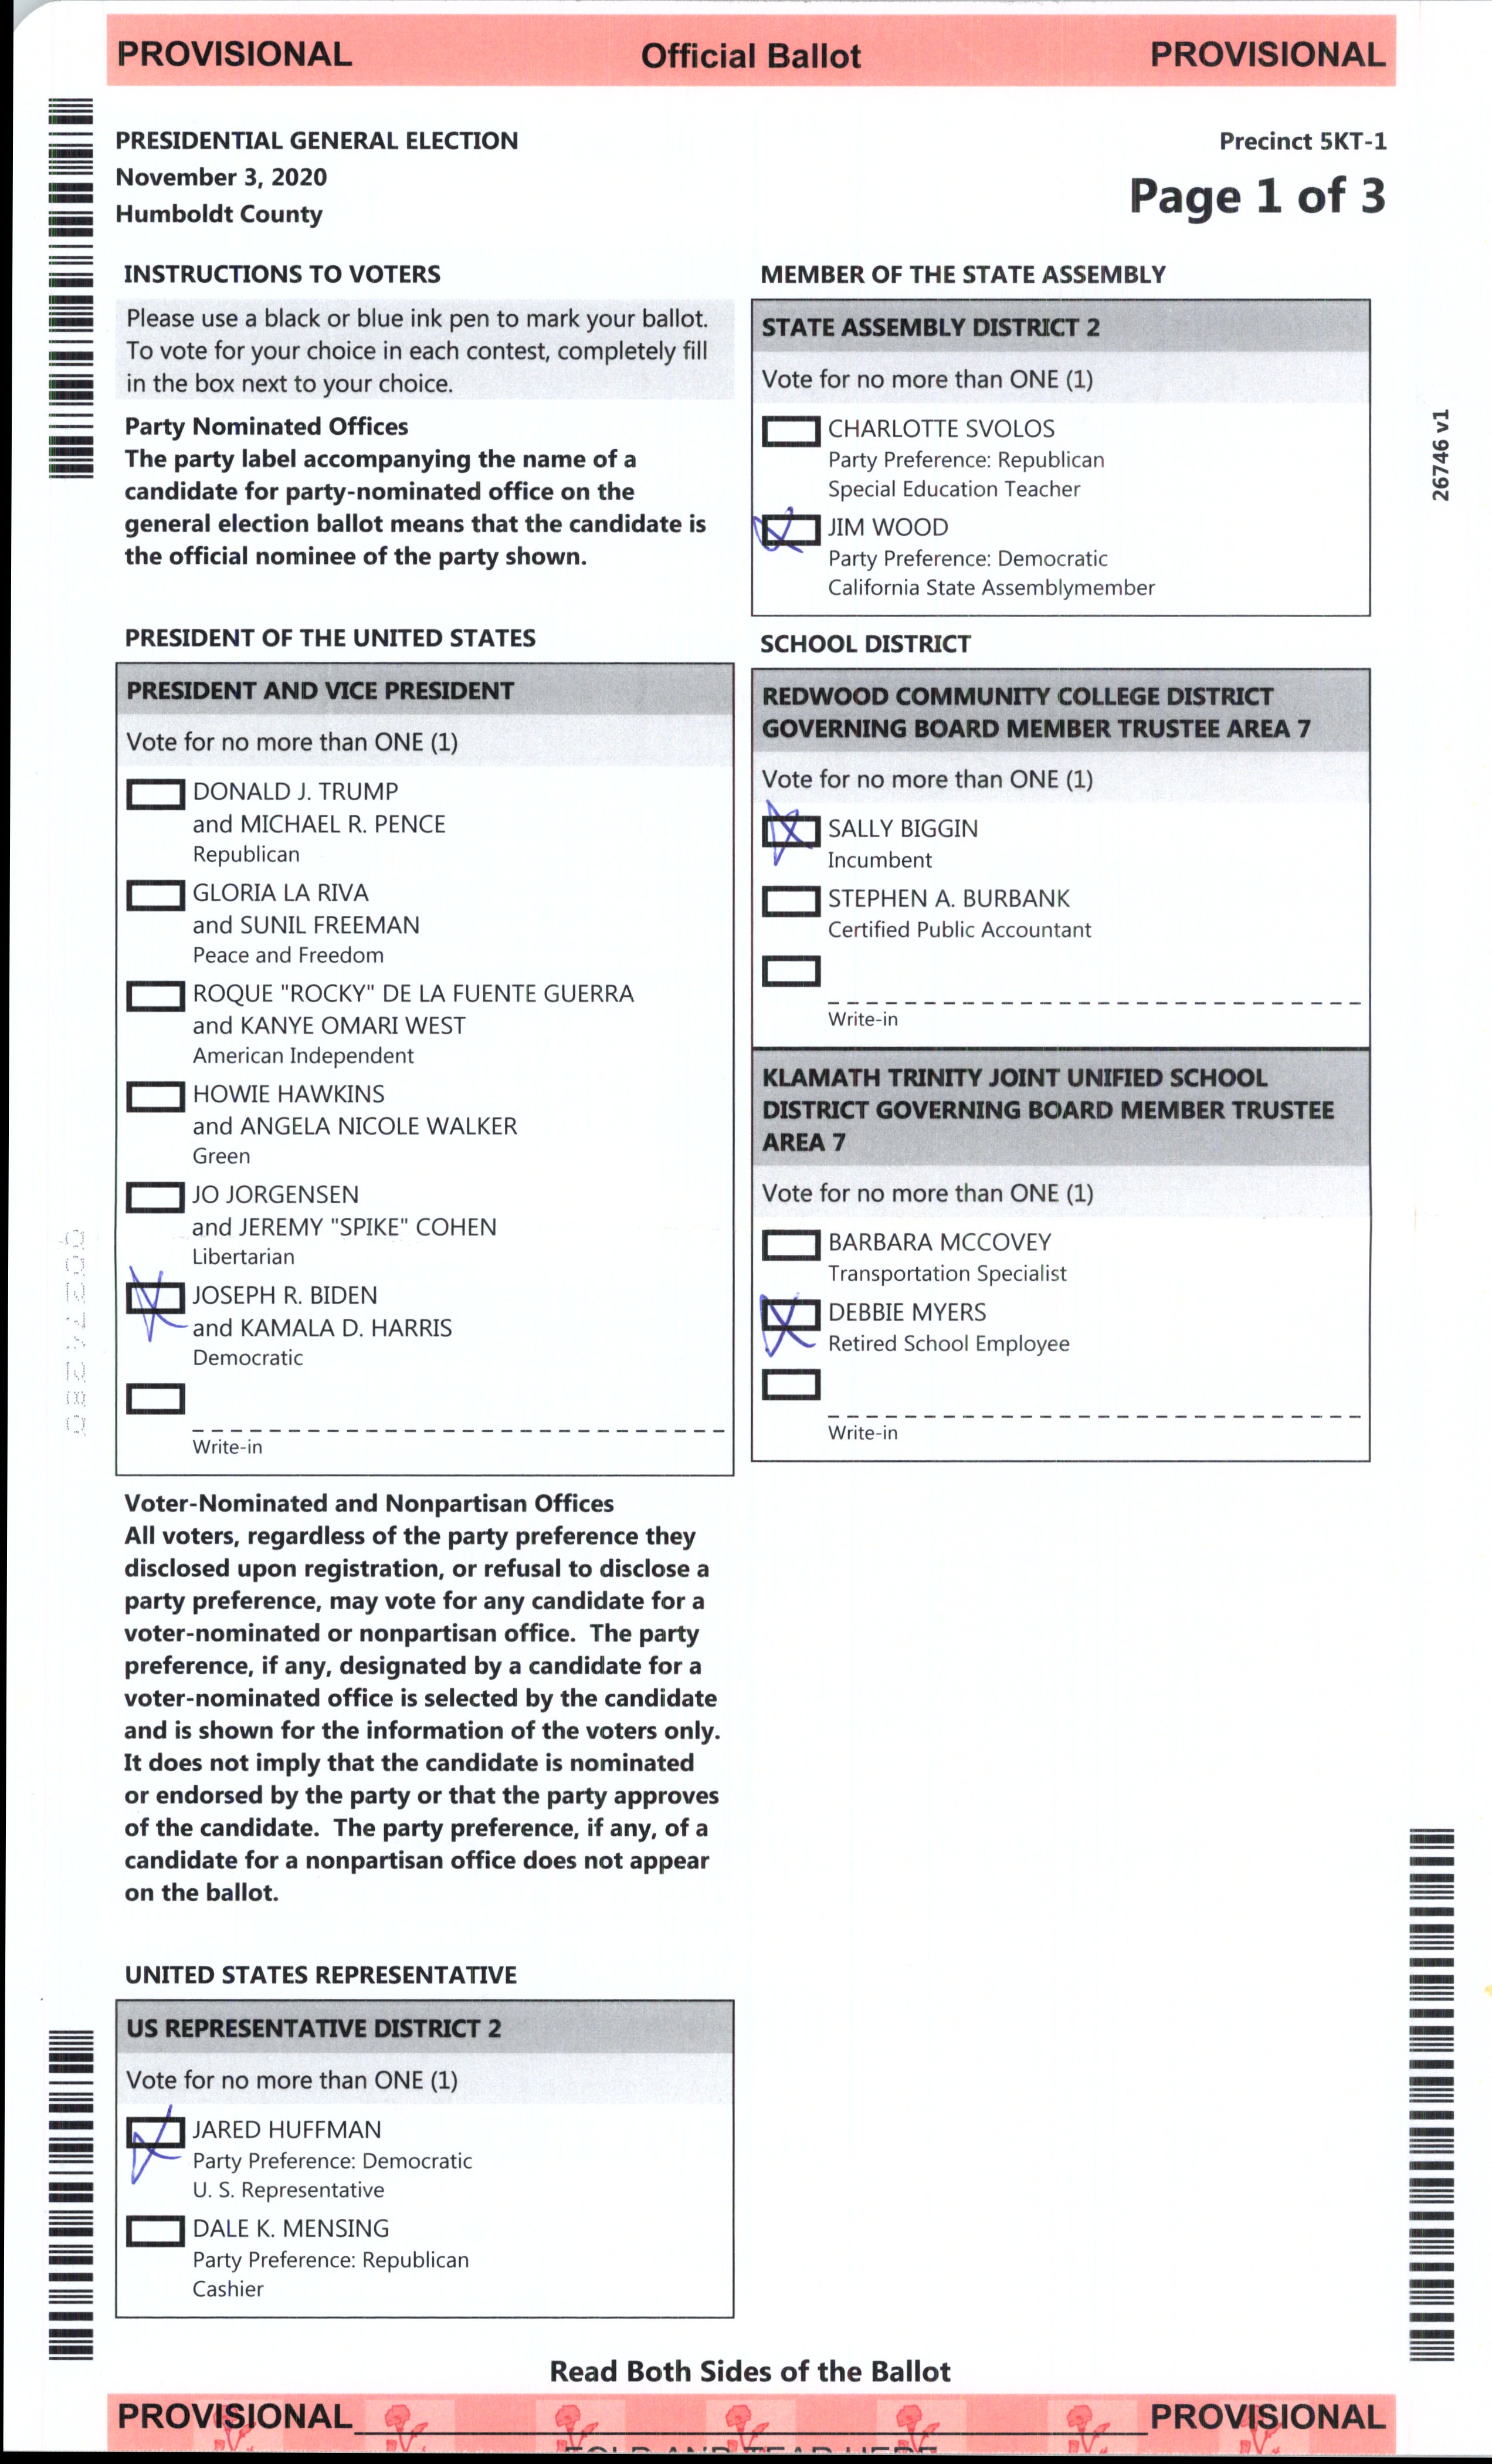 PROVISIONAL Official Ballot PROVISIONAL
PRESIDENTIAL GENERAL ELECTION
November 3, 2020
Humboldt County
Precinct 5KT-1
Page 1 of 3
INSTRUCTIONS TO VOTERS
Please use a black or blue ink pen to mark your ballot.
To vote for your choice in each contest, completely fill
in the box next to your choice.
Party Nominated Offices
The party label accompanying the name of a
candidate for party-nominated office on the
general election ballot means that the candidate is
the official nominee of the party shown.
PRESIDENT OF THE UNITED STATES
PRESIDENT AND VICE PRESIDENT
Vote for no more than ONE (1)
DONALD J. TRUMP
and MICHAEL R. PENCE
Republican
GLORIA LA RIVA
and SUNIL FREEMAN
Peace and Freedom
ROQUE "ROCKY" DE LA FUENTE GUERRA
and KANYE OMARI WEST
American Independent
HOWIE HAWKINS
and ANGELA NICOLE WALKER
Green
JO JORGENSEN
and JEREMY "SPIKE" COHEN
Libertarian
JOSEPH R. BIDEN
and KAMALA D. HARRIS
Democratic
Write-in
Voter-Nominated and Nonpartisan Offices
All voters, regardless of the party preference they
disclosed upon registration, or refusal to disclose a
party preference, may vote for any candidate for a
voter-nominated or nonpartisan office. The party
preference, if any, designated by a candidate for a
voter-nominated office is selected by the candidate
and is shown for the information of the voters only.
It does not imply that the candidate is nominated
or endorsed by the party or that the party approves
of the candidate. The party preference, if any, of a
candidate for a nonpartisan office does not appear
on the ballot.
UNITED STATES REPRESENTATIVE
US REPRESENTATIVE DISTRICT 2
Vote for no more than ONE (1)
JARED HUFFMAN
Party Preference: Democratic
U. S. Representative
DALE K. MENSING
Party Preference: Republican
Cashier
MEMBER OF THE STATE ASSEMBLY
STATE ASSEMBLY DISTRICT 2
Vote for no more than ONE (1)
CHARLOTTE SVOLOS
Party Preference: Republican
Special Education Teacher
JIM WOOD
Party Preference: Democratic
California State Assemblymember
SCHOOL DISTRICT
REDWOOD COMMUNITY COLLEGE DISTRICT
GOVERNING BOARD MEMBER TRUSTEE AREA 7
Vote for no more than ONE (1)
SALLY BIGGIN
Incumbent
STEPHEN A. BURBANK
Certified Public Accountant
Write-in
KLAMATH TRINITY JOINT UNIFIED SCHOOL
DISTRICT GOVERNING BOARD MEMBER TRUSTEE
AREA 7
Vote for no more than ONE (1)
BARBARA MCCOVEY
Transportation Specialist
DEBBIE MYERS
Retired School Employee
Write-in
26746 v1
Read Both Sides of the Ballot
PROVISIONAL PROVISIONAL
FOLD AND TEAR HERE